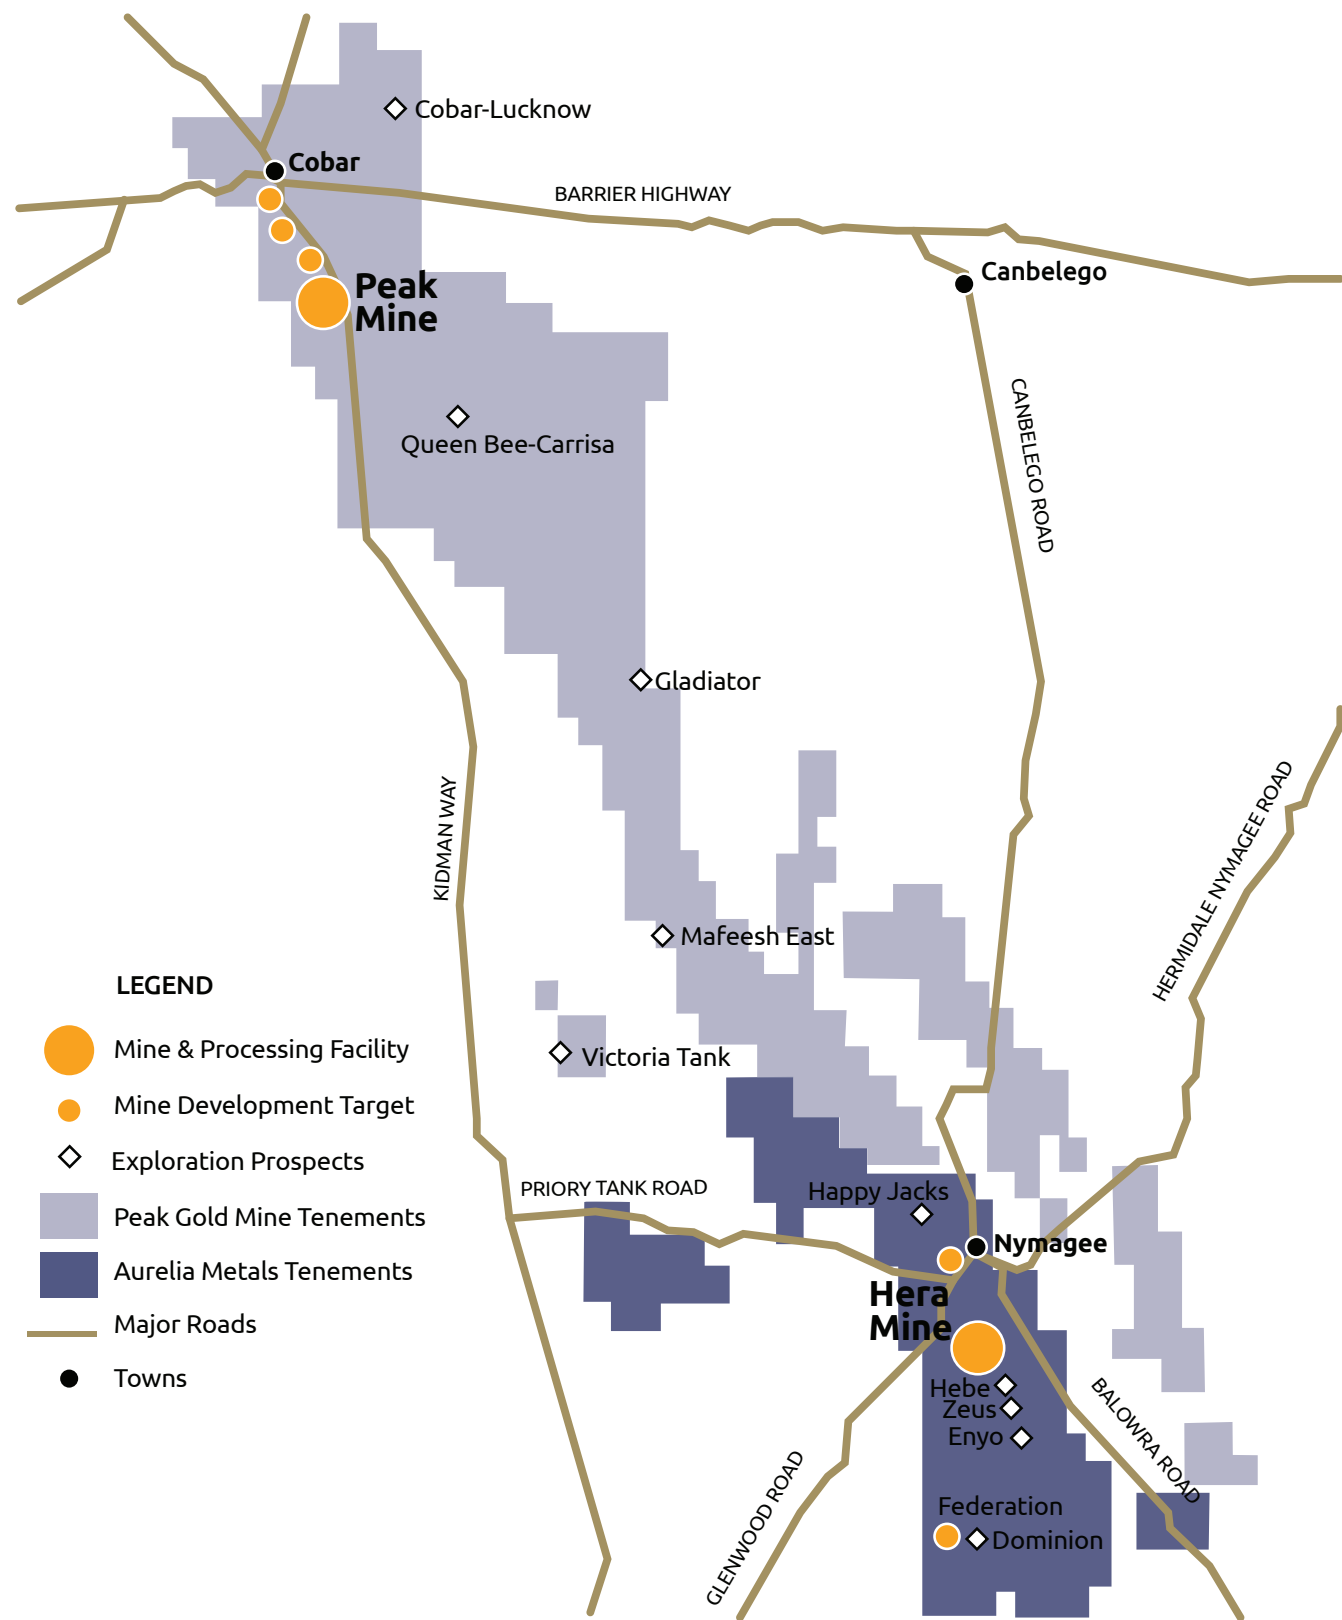 Cobar-Lucknow
Cobar
BARRIER HIGHWAY
Canbelego
Peak
Mine
CANBELEGO ROAD
Queen Bee-Carrisa
Gladiator
KIDMAN WAY
HERMIDALE NYMAGEE ROAD
Mafeesh East
Victoria Tank
LEGEND
Mine & Processing Facility
Mine Development Target
Exploration Prospects
Peak Gold Mine Tenements
Aurelia Metals Tenements
Major Roads
Towns
PRIORY TANK ROAD
Happy Jacks
Nymagee
Hera
Mine
Hebe
Zeus
Enyo
BALOWRA ROAD
GLENWOOD ROAD
Federation
Dominion